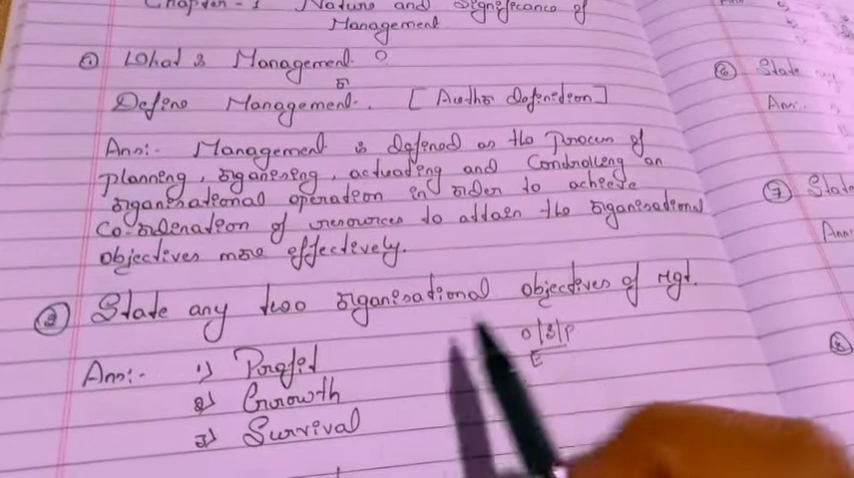 Chapter - 1 Nature and Significance of
Management
① What is Management ?
or
Define Management. [Author definition]
Ans:- Management is defined as the Process of
planning, organising, actuating and Controlling an
organisational operation in order to achieve
Co-ordination of resources to attain the organisational
objectives more effectively.
② State any two organisational objectives of Mgt.
O/S/P
E
Ans:- 1) Profit
2) Growth
3) Survival
⑥ State
Ans:-
⑦ State
Ans:
⑧